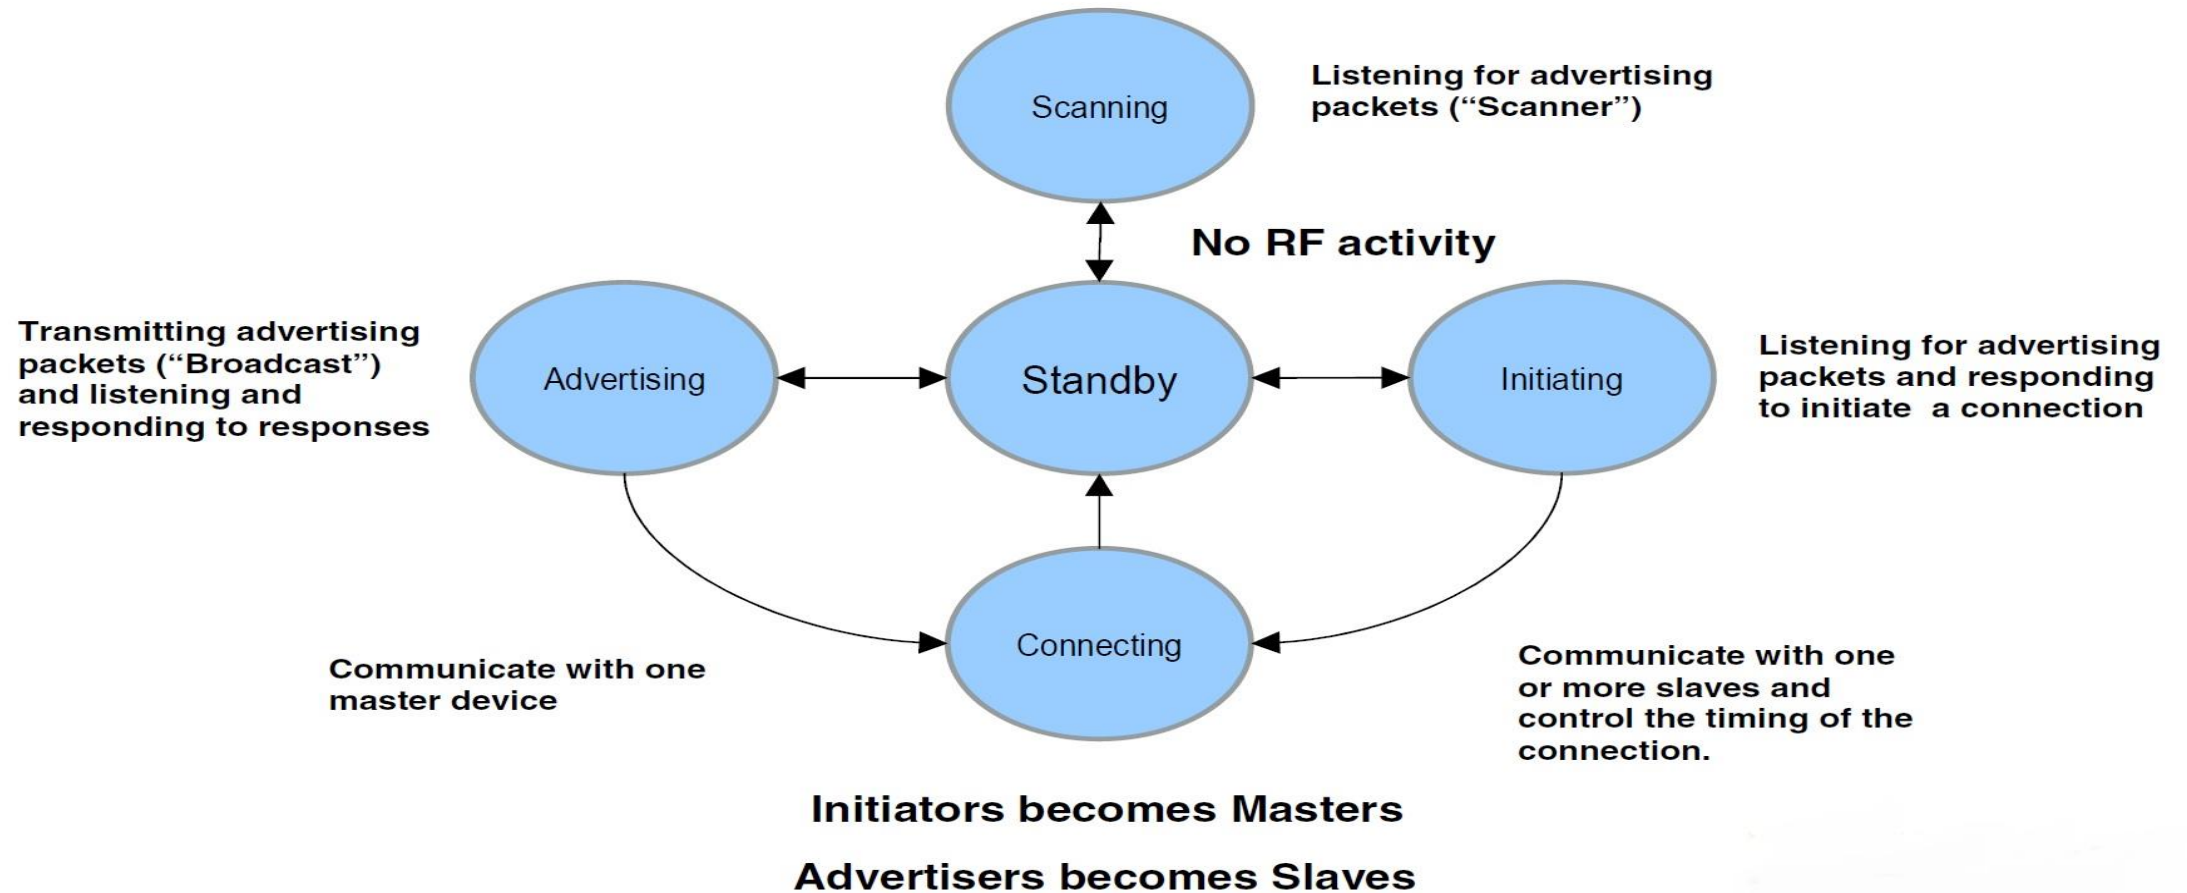 Scanning
Listening for advertising
packets (“Scanner”)
No RF activity
Transmitting advertising
packets (“Broadcast”)
and listening and
responding to responses
Advertising
Standby
Initiating
Listening for advertising
packets and responding
to initiate a connection
Connecting
Communicate with one
master device
Communicate with one
or more slaves and
control the timing of the
connection.
Initiators becomes Masters
Advertisers becomes Slaves